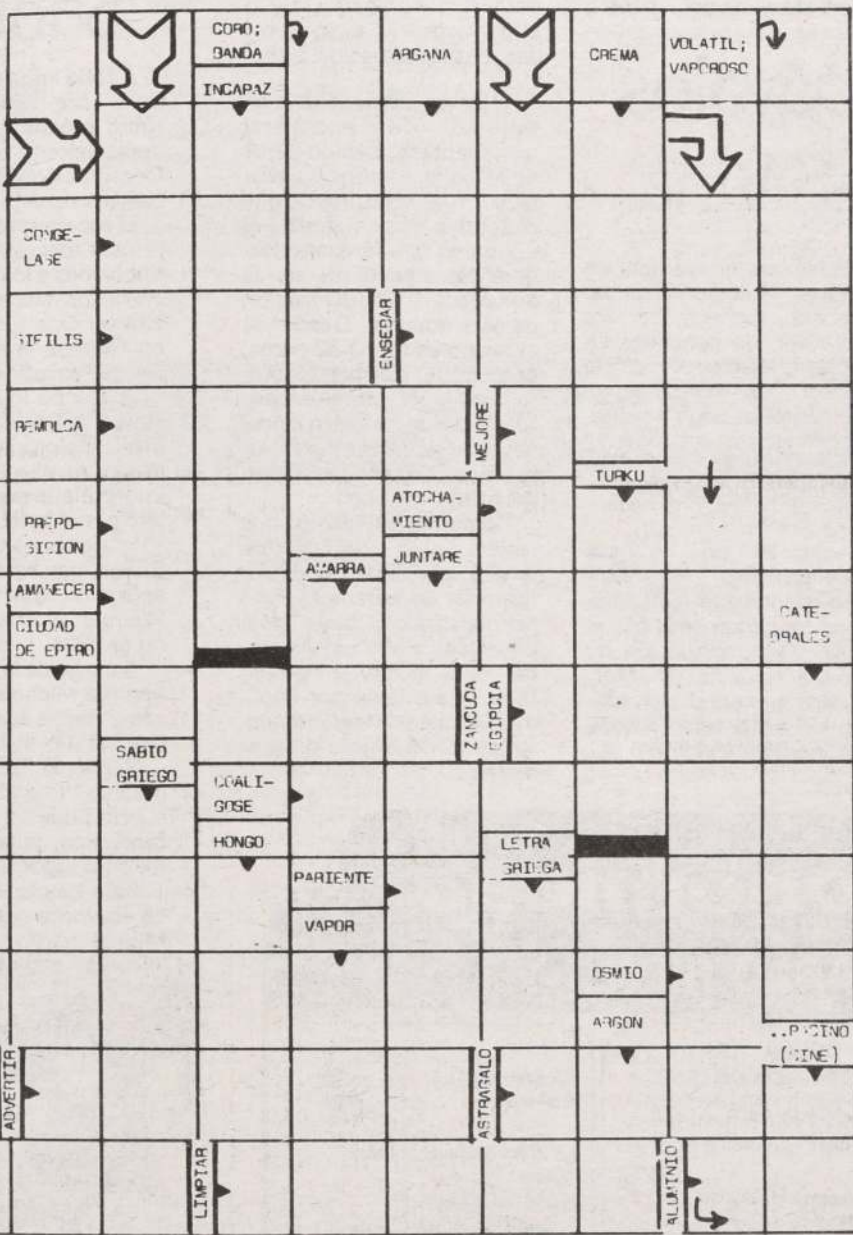 CORO;
BANDA
INCAPAZ
ARGANA
CREMA
VOLATIL;
VAPOROSO
CONGE-
LASE
SIFILIS
ENSEBAR
REMOLCA
MEJORE
TURKU
PREPO-
SICION
ATOCHA-
MIENTO
JUNTARE
AMARRA
AMANECER
CIUDAD
DE EPIRO
CATE-
DRALES
ZANCUDA
EGIPCIA
SABIO
GRIEGO
COALI-
GOSE
HONGO
LETRA
GRIEGA
PARIENTE
VAPOR
OSMIO
ARGON
..PACINO
(CINE)
ADVERTIR
ASTRAGALO
LIMPIAR
ALUMINIO